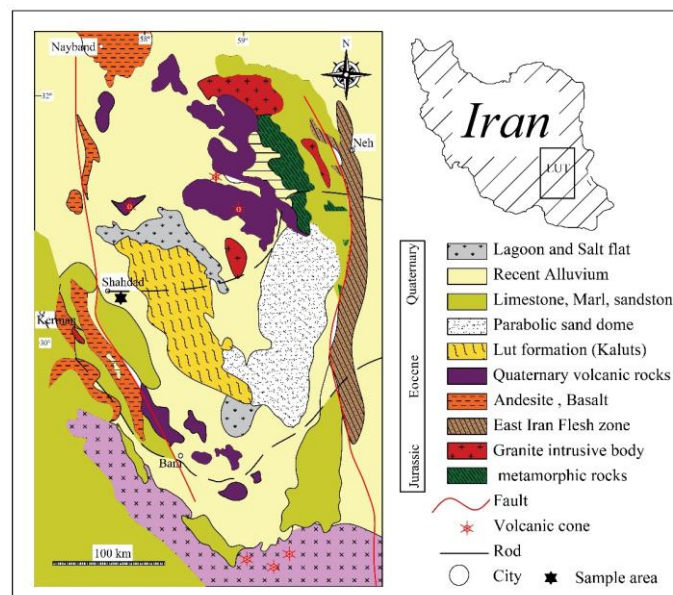 58
59
Nayband
N
32
Neh
Shahdad
Kerman
30
Bam
100 km
Iran
LUT
Quaternary
Eocene
Jurassic
Lagoon and Salt flat
Recent Alluvium
Limestone, Marl, sandston
Parabolic sand dome
Lut formation (Kaluts)
Quaternary volcanic rocks
Andesite , Basalt
East Iran Flesh zone
Granite intrusive body
metamorphic rocks
Fault
Volcanic cone
Rod
City
Sample area